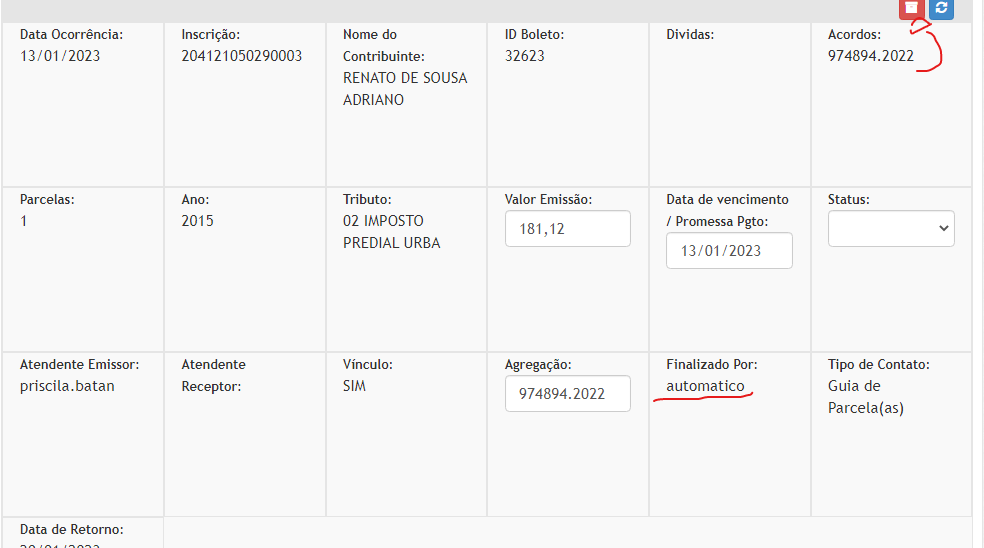 Data Ocorrência:
13/01/2023
Inscrição:
204121050290003
Nome do
Contribuinte:
RENATO DE SOUSA
ADRIANO
ID Boleto:
32623
Dividas:
Acordos:
974894.2022
Parcelas:
1
Ano:
2015
Tributo:
02 IMPOSTO
PREDIAL URBA
Valor Emissão:
181,12
Data de vencimento
/ Promessa Pgto:
13/01/2023
Status:
Atendente Emissor:
priscila.batan
Atendente
Receptor:
Vínculo:
SIM
Agregação:
974894.2022
Finalizado Por:
automatico
Tipo de Contato:
Guia de
Parcela(as)
Data de Retorno: